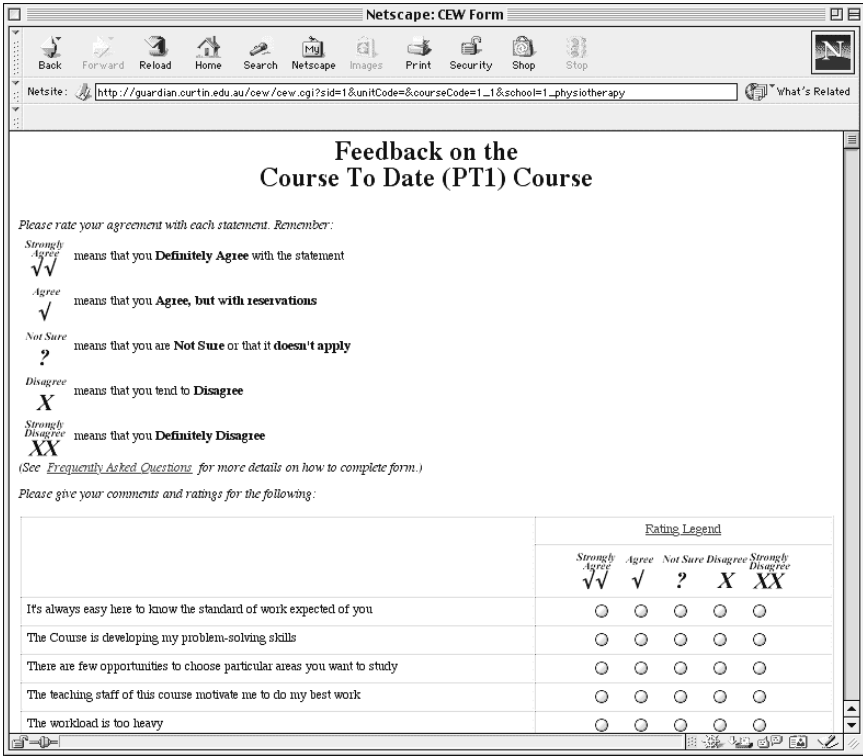 Netscape: CEW Form
Back Forward Reload Home Search Netscape Images Print Security Shop Stop
My
N
Netsite: http://guardian.curtin.edu.au/cew/cew.cgi?sid=1&unitCode=&courseCode=1_1&school=1_physiotherapy What's Related
Feedback on the
Course To Date (PT1) Course
Please rate your agreement with each statement. Remember:
Strongly
Agree
√√ means that you Definitely Agree with the statement
Agree
√ means that you Agree, but with reservations
Not Sure
? means that you are Not Sure or that it doesn't apply
Disagree
X means that you tend to Disagree
Strongly
Disagree
XX means that you Definitely Disagree
(See Frequently Asked Questions for more details on how to complete form.)
Please give your comments and ratings for the following:
Rating Legend
Strongly Agree Agree Not Sure Disagree Strongly Disagree
√√ √ ? X XX
It's always easy here to know the standard of work expected of you
The Course is developing my problem-solving skills
There are few opportunities to choose particular areas you want to study
The teaching staff of this course motivate me to do my best work
The workload is too heavy